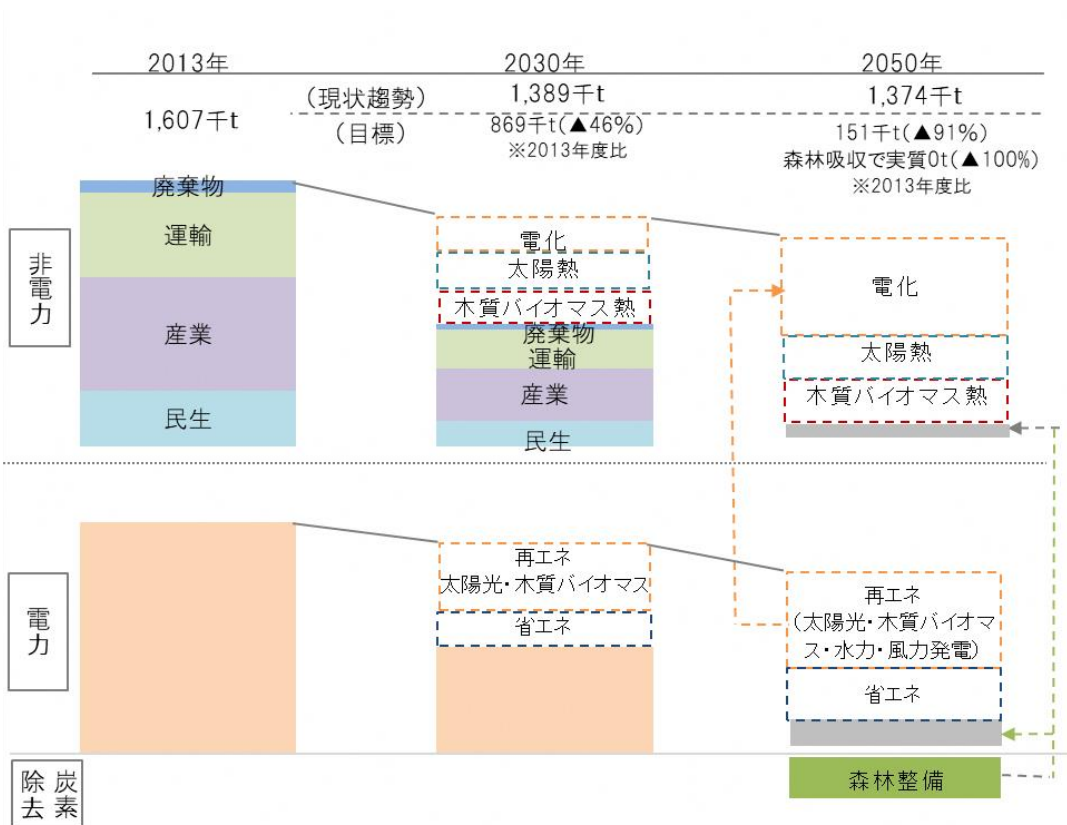 2013年
2030年
2050年
1,607千t
(現状趨勢)
(目標)
1,389千t
869千t(▲46%)
※2013年度比
1,374千t
151千t(▲91%)
森林吸収で実質0t(▲100%)
※2013年度比
非電力
廃棄物
運輸
産業
民生
電化
太陽熱
木質バイオマス熱
廃棄物
運輸
産業
民生
電化
太陽熱
木質バイオマス熱
電力
再エネ
太陽光・木質バイオマス
省エネ
再エネ
(太陽光・木質バイオマ
ス・水力・風力発電)
省エネ
炭素
除去
森林整備